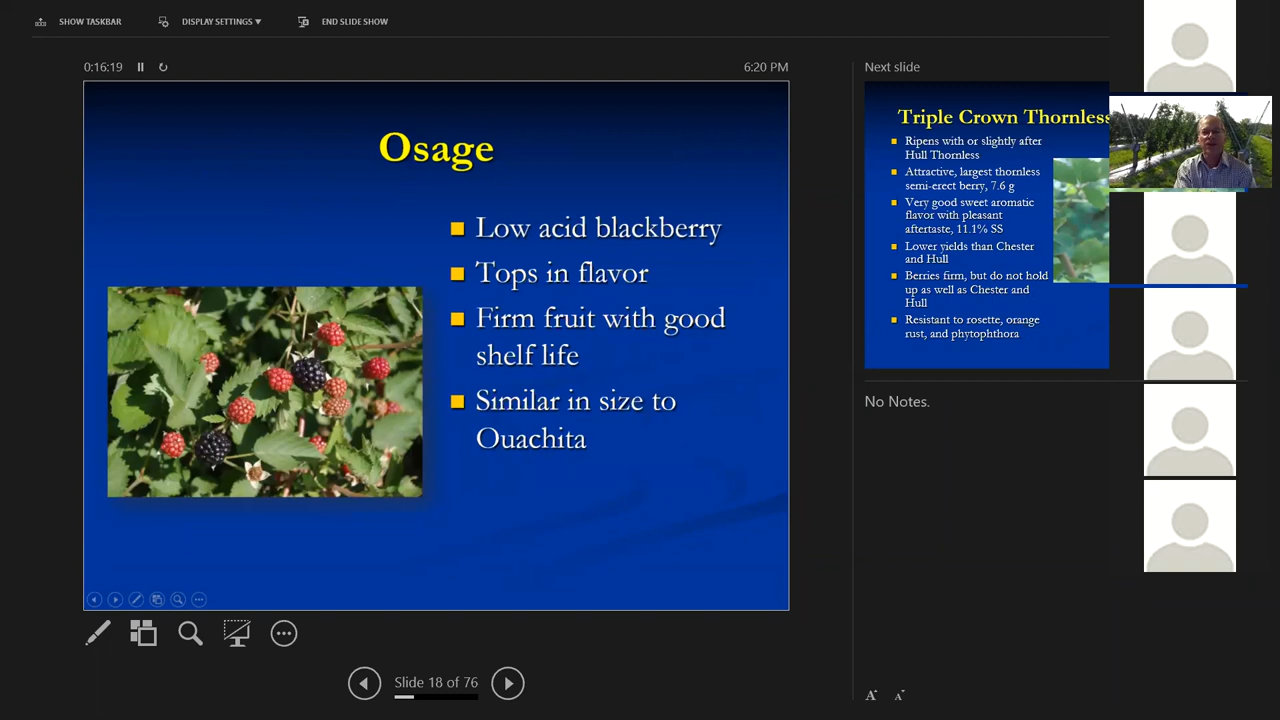 SHOW TASKBAR
DISPLAY SETTINGS ▼
END SLIDE SHOW
0:16:19
6:20 PM
Osage
Low acid blackberry
Tops in flavor
Firm fruit with good
shelf life
Similar in size to
Ouachita
Slide 18 of 76
Next slide
Triple Crown Thornless
Ripens with or slightly after
Hull Thornless
Attractive, largest thornless
semi-erect berry, 7.6 g
Very good sweet aromatic
flavor with pleasant
aftertaste, 11.1% SS
Lower yields than Chester
and Hull
Berries firm, but do not hold
up as well as Chester and
Hull
Resistant to rosette, orange
rust, and phytophthora
No Notes.
A A